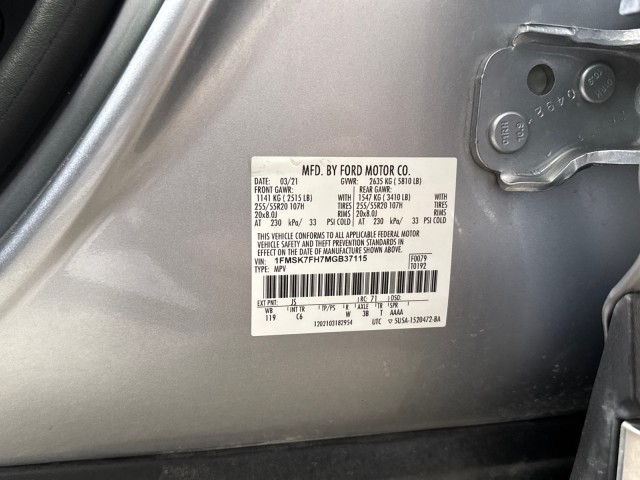 MFD. BY FORD MOTOR CO.
DATE: 03/21 GVWR: 2635 KG ( 5810 LB)
FRONT GAWR: REAR GAWR:
1141 KG ( 2515 LB) WITH 1547 KG ( 3410 LB) WITH
255/55R20 107H TIRES 255/55R20 107H TIRES
20x8.0J RIMS 20x8.0J RIMS
AT 230 kPa/ 33 PSI COLD AT 230 kPa/ 33 PSI COLD
THIS VEHICLE CONFORMS TO ALL APPLICABLE FEDERAL MOTOR
VEHICLE SAFETY AND THEFT PREVENTION STANDARDS IN
EFFECT ON THE DATE OF MANUFACTURE SHOWN ABOVE.
VIN: 1FMSK7FH7MGB37115 F0079
TYPE: MPV T0192
EXT PNT: JS RC: 71 DSO:
WB INT TR TP/PS R AXLE TR SPR
119 C6 W 3B T AAAA
1202103182954 UTC 5USA-1520472-BA